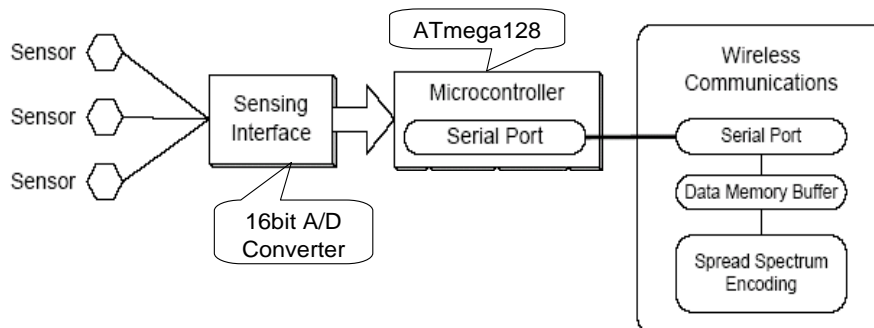 Sensor
Sensor
Sensor
Sensing
Interface
16bit A/D
Converter
ATmega128
Microcontroller
Serial Port
Wireless
Communications
Serial Port
Data Memory Buffer
Spread Spectrum
Encoding